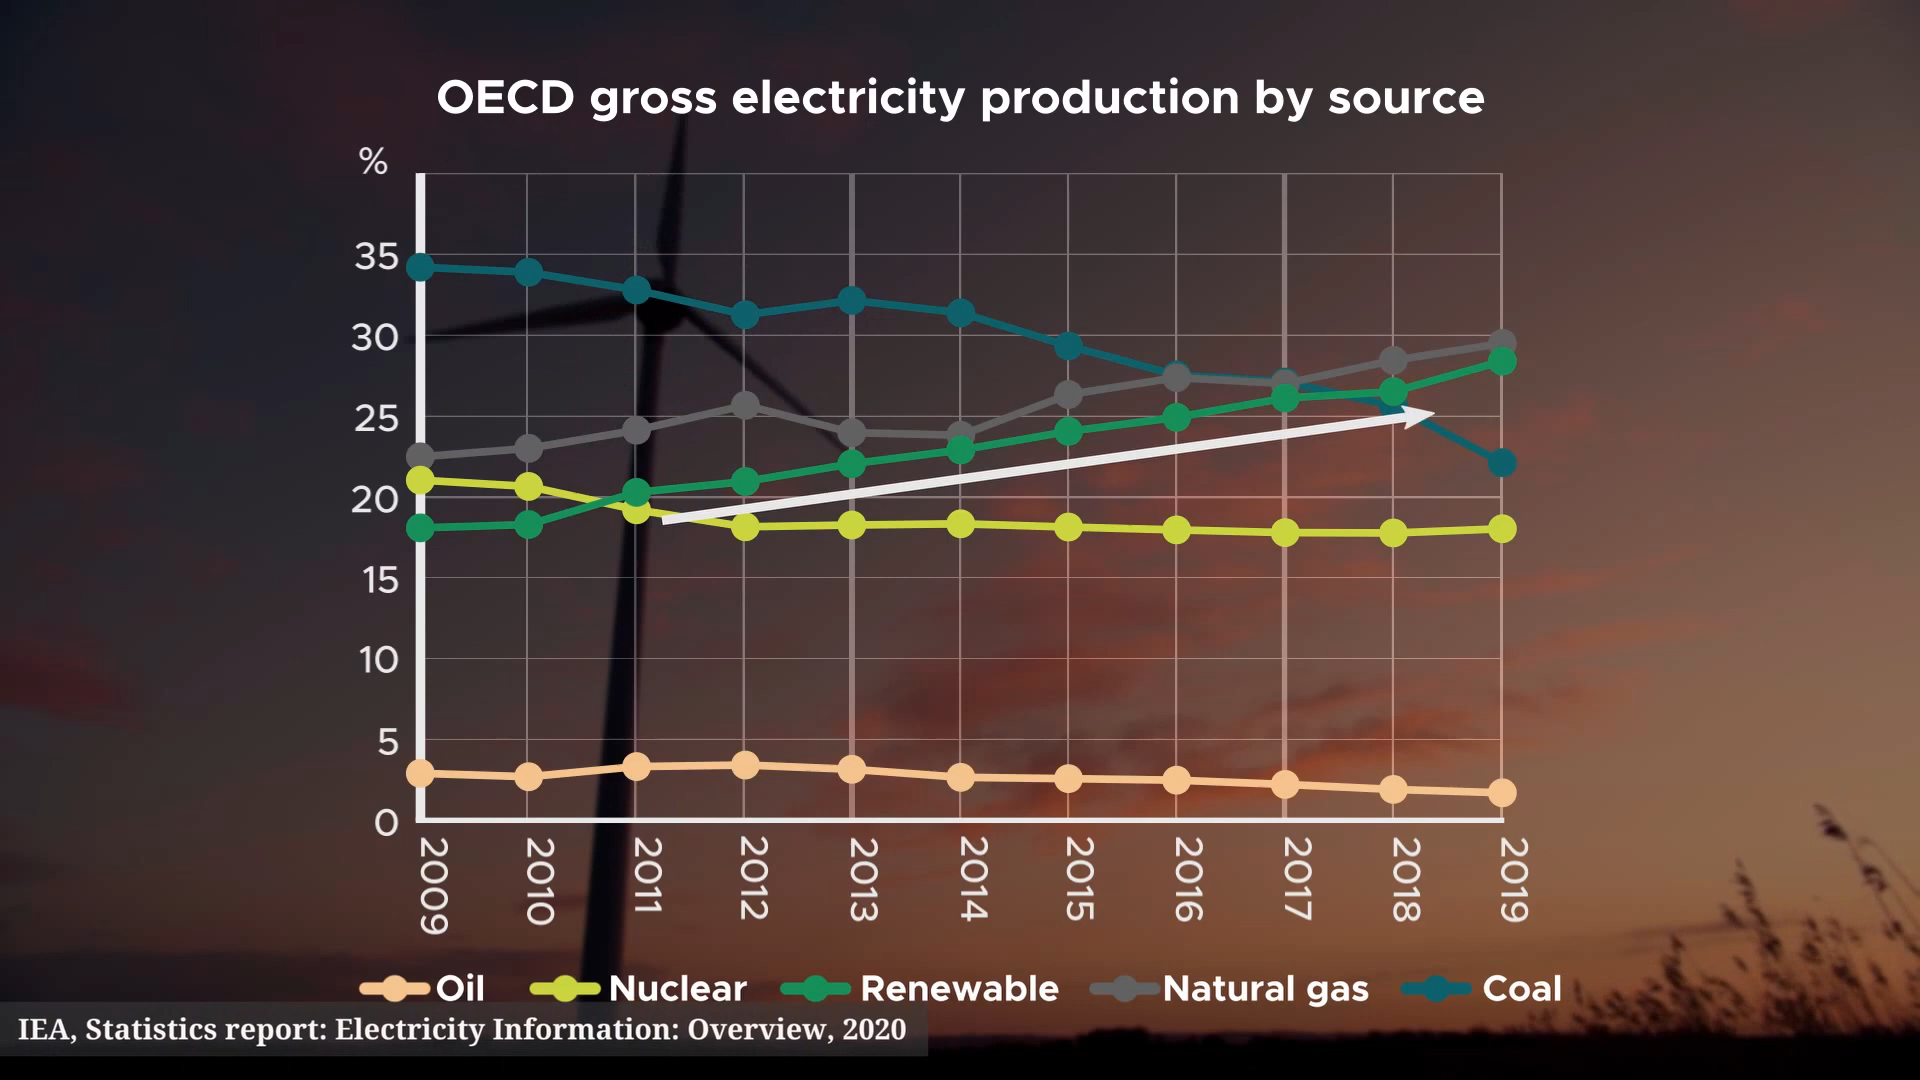 OECD gross electricity production by source
%
35
30
25
20
15
10
5
0
2009 2010 2011 2012 2013 2014 2015 2016 2017 2018 2019
Oil Nuclear Renewable Natural gas Coal
IEA, Statistics report: Electricity Information: Overview, 2020